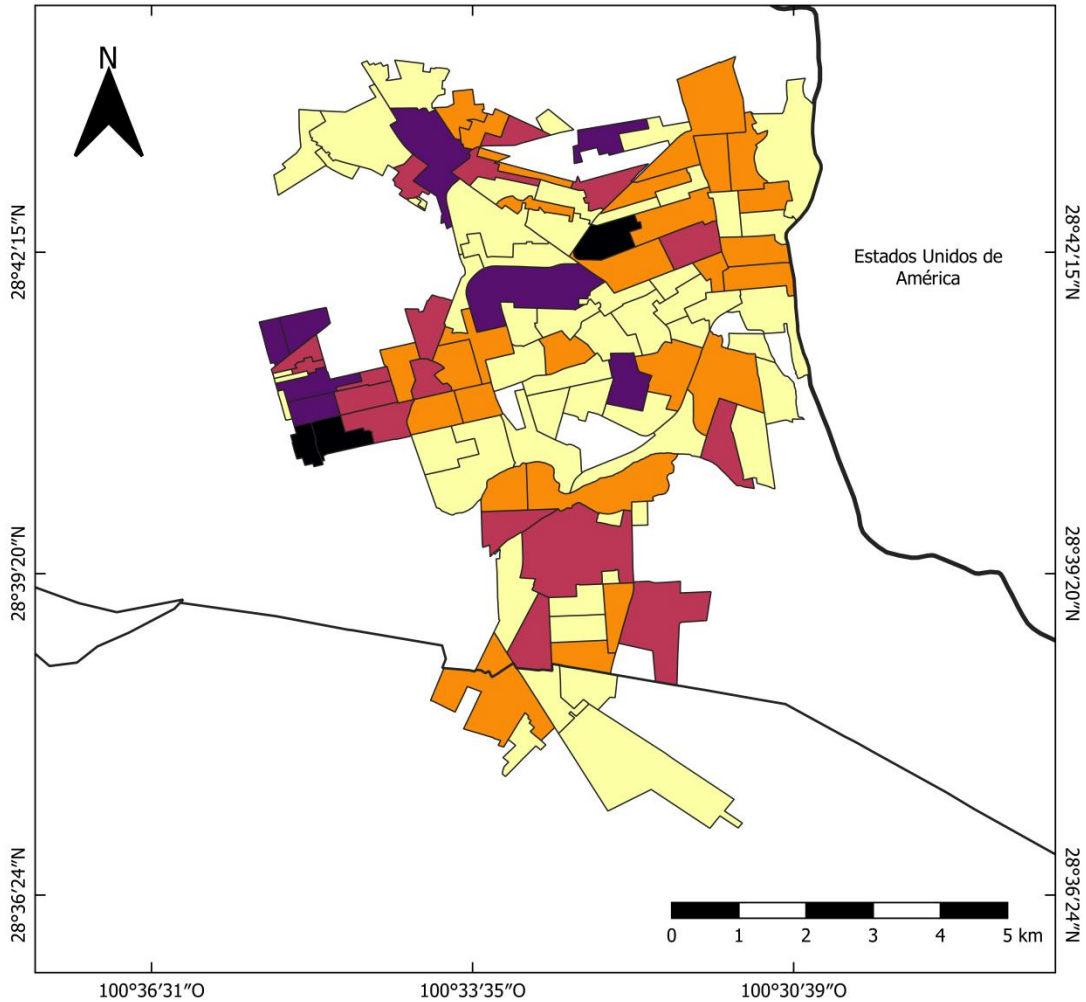 N
Estados Unidos de
América
28°42′15″N
28°42′15″N
28°39′20″N
28°39′20″N
28°36′24″N
28°36′24″N
0 1 2 3 4 5 km
100°36′31″O 100°33′35″O 100°30′39″O